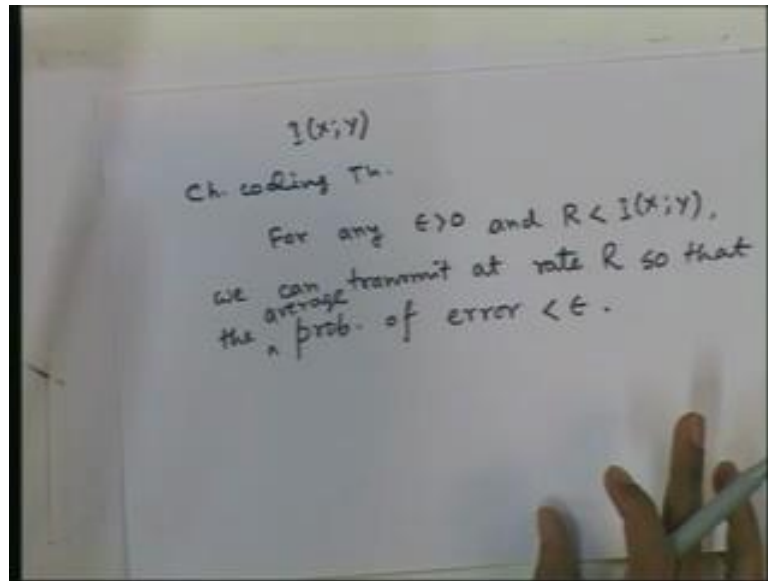 I(x;y)
Ch. coding Th.
For any ϵ>0 and R < I(x;y),
we can transmit at rate R so that
the average prob. of error < ϵ.